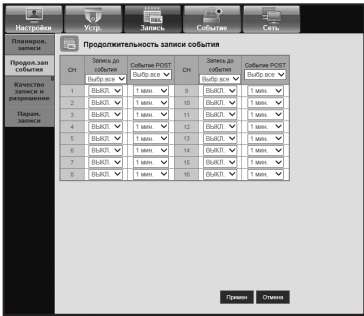 Настройки Устр. REC Запись Событие Сеть
Планиров. записи
Продол.зап события
Качество записи и разрешение
Парам. записи
Продолжительность записи события
CH Запись до события Событие POST CH Запись до события Событие POST
Выбр.все Выбр.все Выбр.все Выбр.все
1 ВЫКЛ. 1 мин. 9 ВЫКЛ. 1 мин.
2 ВЫКЛ. 1 мин. 10 ВЫКЛ. 1 мин.
3 ВЫКЛ. 1 мин. 11 ВЫКЛ. 1 мин.
4 ВЫКЛ. 1 мин. 12 ВЫКЛ. 1 мин.
5 ВЫКЛ. 1 мин. 13 ВЫКЛ. 1 мин.
6 ВЫКЛ. 1 мин. 14 ВЫКЛ. 1 мин.
7 ВЫКЛ. 1 мин. 15 ВЫКЛ. 1 мин.
8 ВЫКЛ. 1 мин. 16 ВЫКЛ. 1 мин.
Примен Отмена